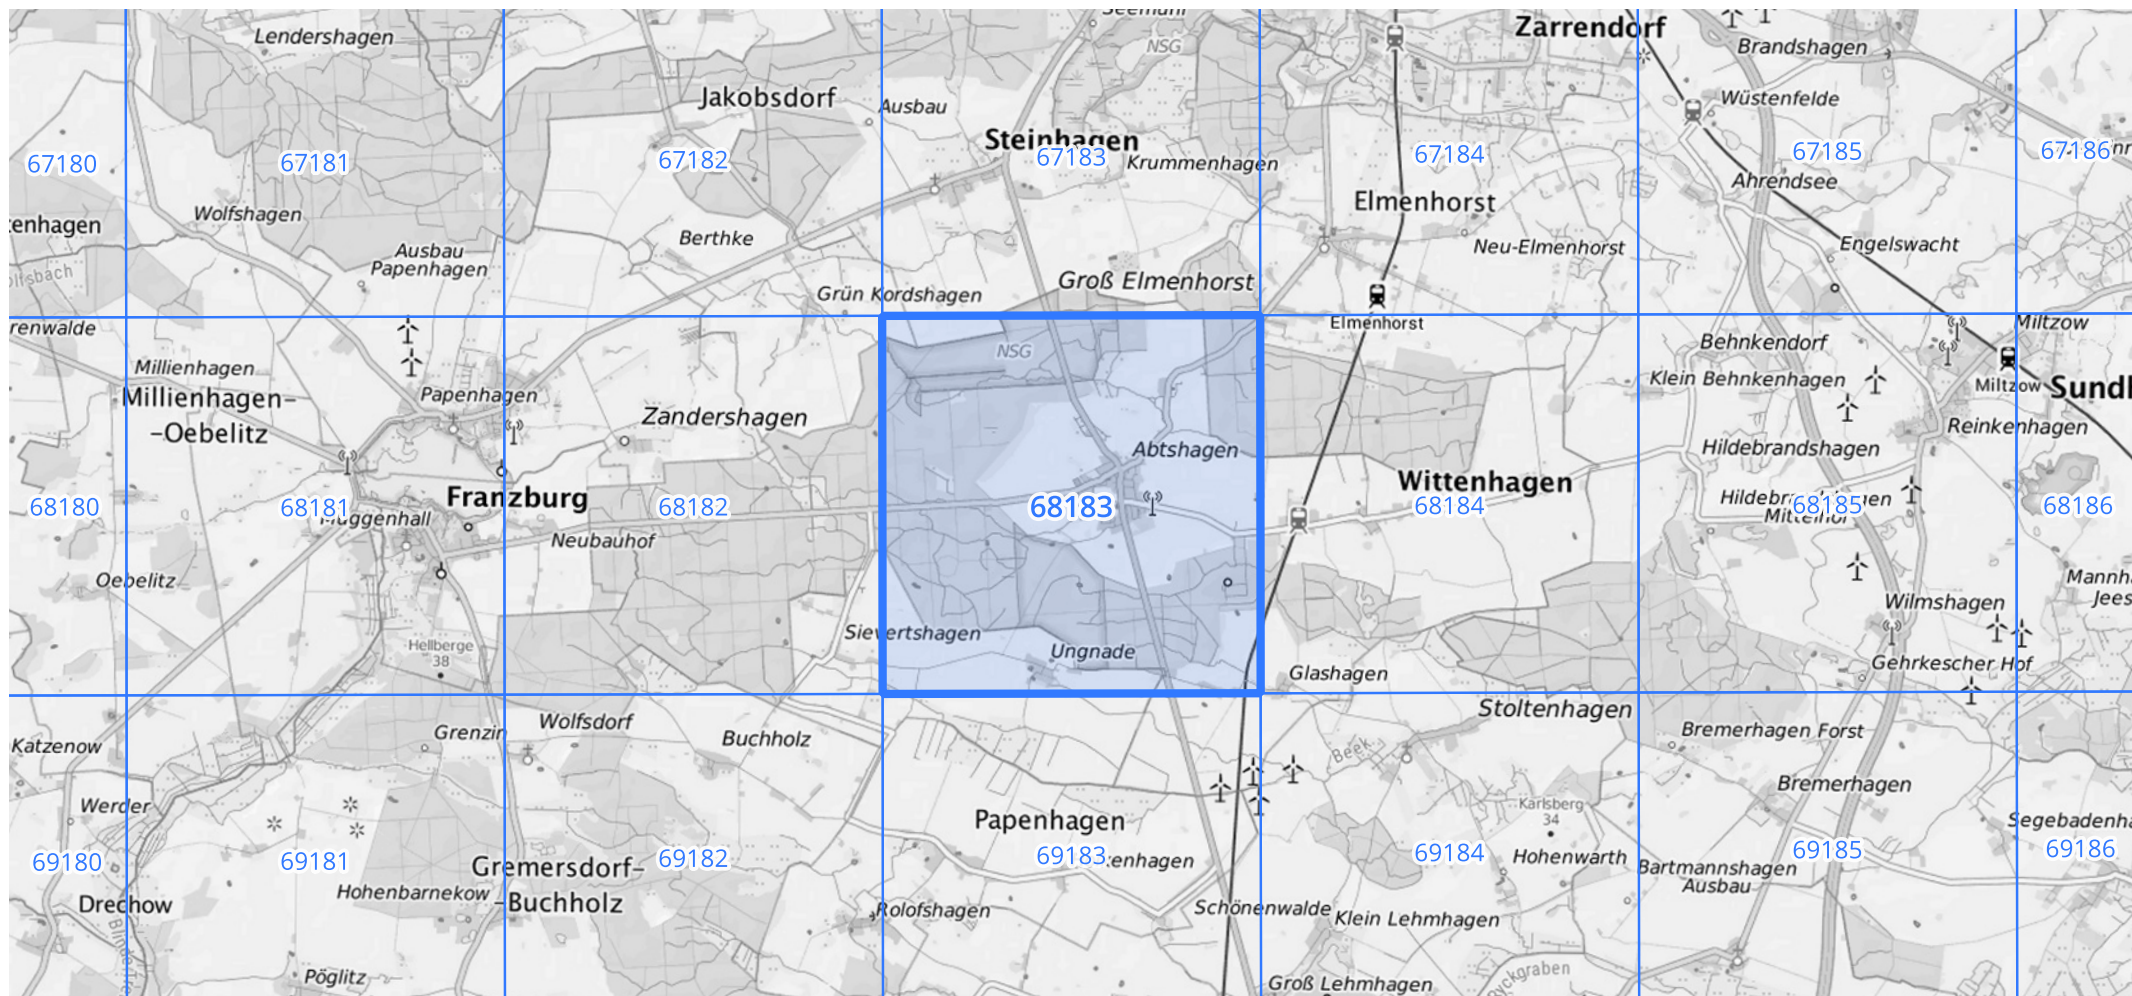 Lendershagen
Seemühl
NSG
Zarrendorf
Brandshagen
Jakobsdorf
Ausbau
Wüstenfelde
Steinhagen
67180
67181
67182
67183
Krummenhagen
67184
67185
67186
Ahrendsee
Elmenhorst
Wolfshagen
Berthke
Neu-Elmenhorst
Engelswacht
Ausbau
Papenhagen
Groß Elmenhorst
Grün Kordshagen
Elmenhorst
Miltzow
Millienhagen
NSG
Behnkendorf
Klein Behnkenhagen
Miltzow
Millienhagen-
-Oebelitz
Papenhagen
Zandershagen
Abtshagen
Reinkenhagen
Hildebrandshagen
Wittenhagen
Franzburg
68180
68181
68182
68183
68184
68185
68186
Neubauhof
Oebelitz
Wilmshagen
Sievertshagen
Ungnade
Hellberge
38
Glashagen
Gehrkescher Hof
Stoltenhagen
Katzenow
Grenzin
Wolfsdorf
Buchholz
Beek
Bremerhagen Forst
Bremerhagen
Werder
Karlsberg
34
Papenhagen
69180
69181
69182
69183
69184
69185
69186
Hohenwarth
Gremersdorf-
-Buchholz
Bartmannshagen
Ausbau
Hohenbarnekow
Drechow
Rolofshagen
Schönenwalde
Klein Lehmhagen
Pöglitz
Groß Lehmhagen